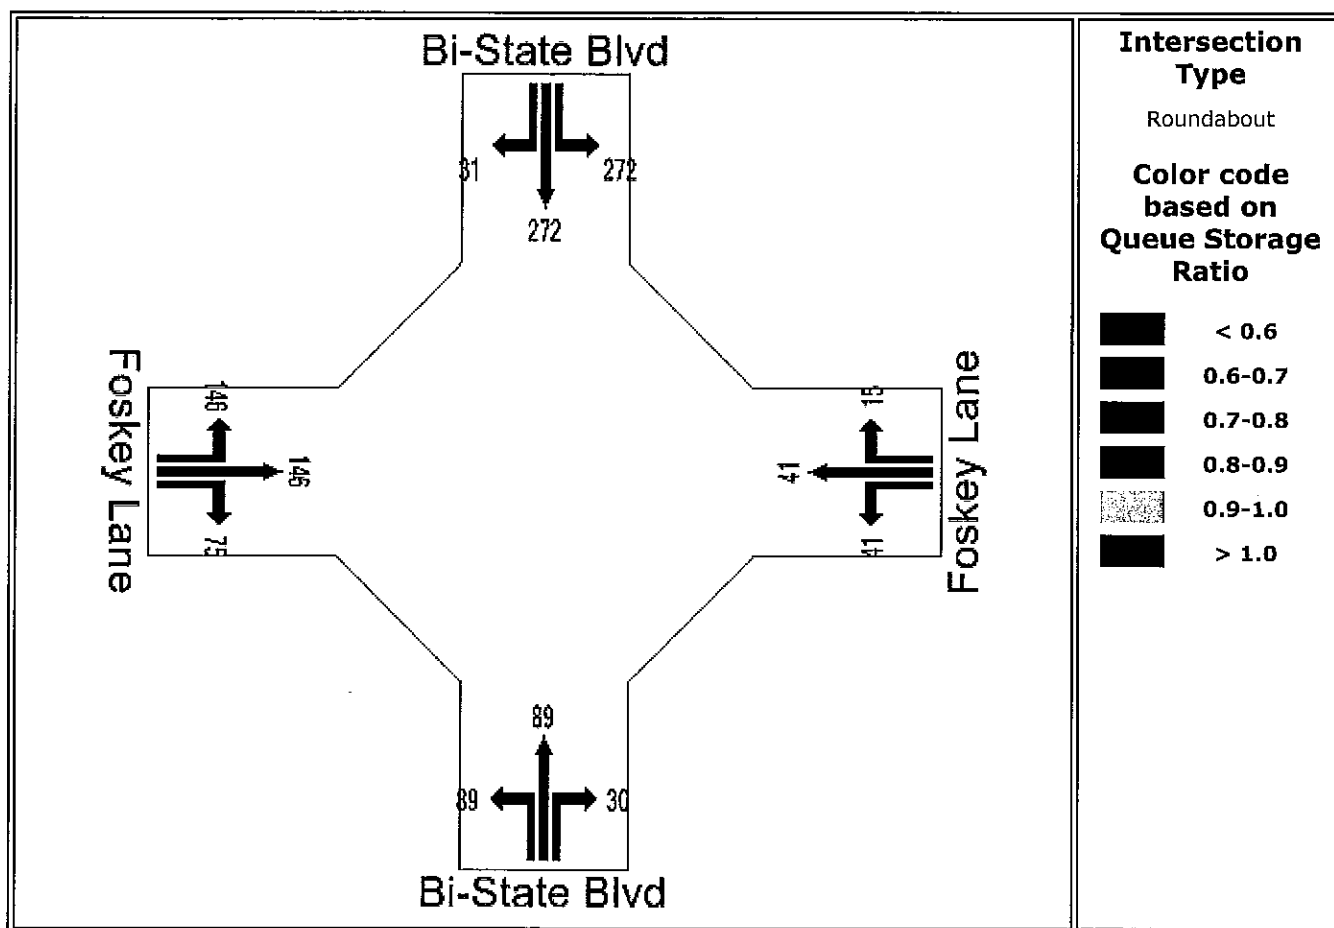 Bi-State Blvd
31
272
272
Foskey Lane
146
146
75
15
41
41
Foskey Lane
89
89
30
Bi-State Blvd
Intersection
Type
Roundabout
Color code
based on
Queue Storage
Ratio
< 0.6
0.6-0.7
0.7-0.8
0.8-0.9
0.9-1.0
> 1.0